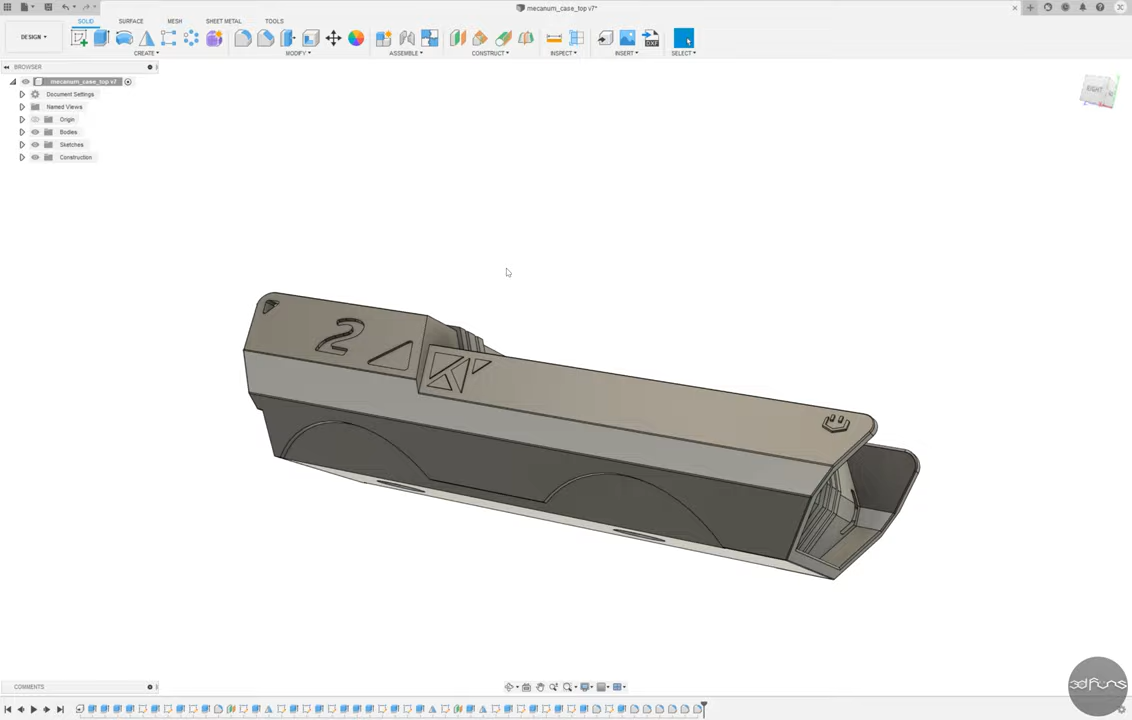 mecanum_case_top v7*
SOLID SURFACE MESH SHEET METAL TOOLS
DESIGN
CREATE MODIFY ASSEMBLE CONSTRUCT INSPECT INSERT SELECT
DXF
BROWSER
mecanum_case_top v7
Document Settings
Named Views
Origin
Bodies
Sketches
Construction
RIGHT
2
COMMENTS
3dfuns